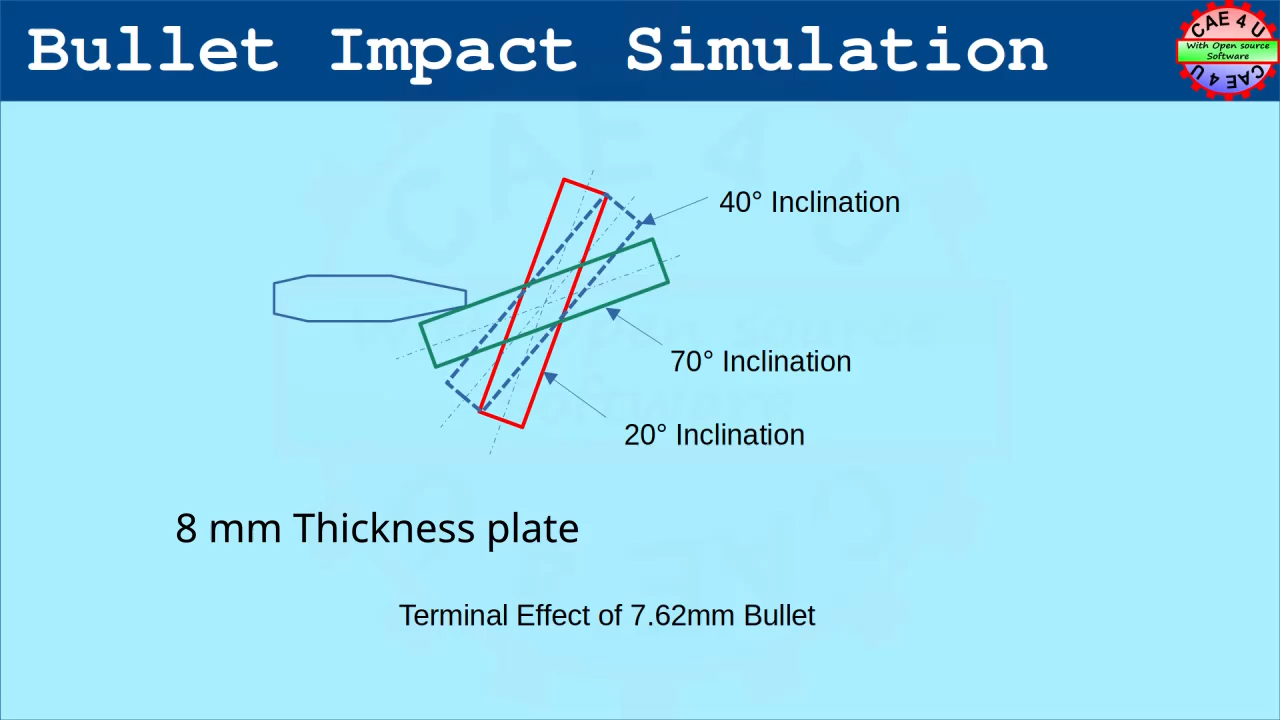 Bullet Impact Simulation
CAE 4 U
With Open source
Software
CAE 4 U
40° Inclination
70° Inclination
20° Inclination
8 mm Thickness plate
Terminal Effect of 7.62mm Bullet